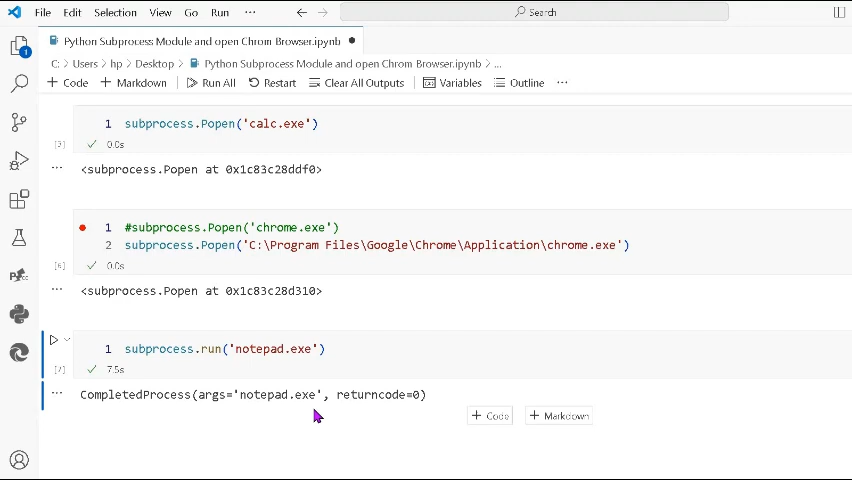 File Edit Selection View Go Run ··· Search
Python Subprocess Module and open Chrom Browser.ipynb
C: > Users > hp > Desktop > Python Subprocess Module and open Chrom Browser.ipynb > ...
+ Code + Markdown Run All Restart Clear All Outputs Variables Outline ···
1
1 subprocess.Popen('calc.exe')
[3] 0.0s
··· <subprocess.Popen at 0x1c83c28ddf0>
1 #subprocess.Popen('chrome.exe')
2 subprocess.Popen('C:\Program Files\Google\Chrome\Application\chrome.exe')
[6] 0.0s
··· <subprocess.Popen at 0x1c83c28d310>
1 subprocess.run('notepad.exe')
[7] 7.5s
··· CompletedProcess(args='notepad.exe', returncode=0)
+ Code + Markdown